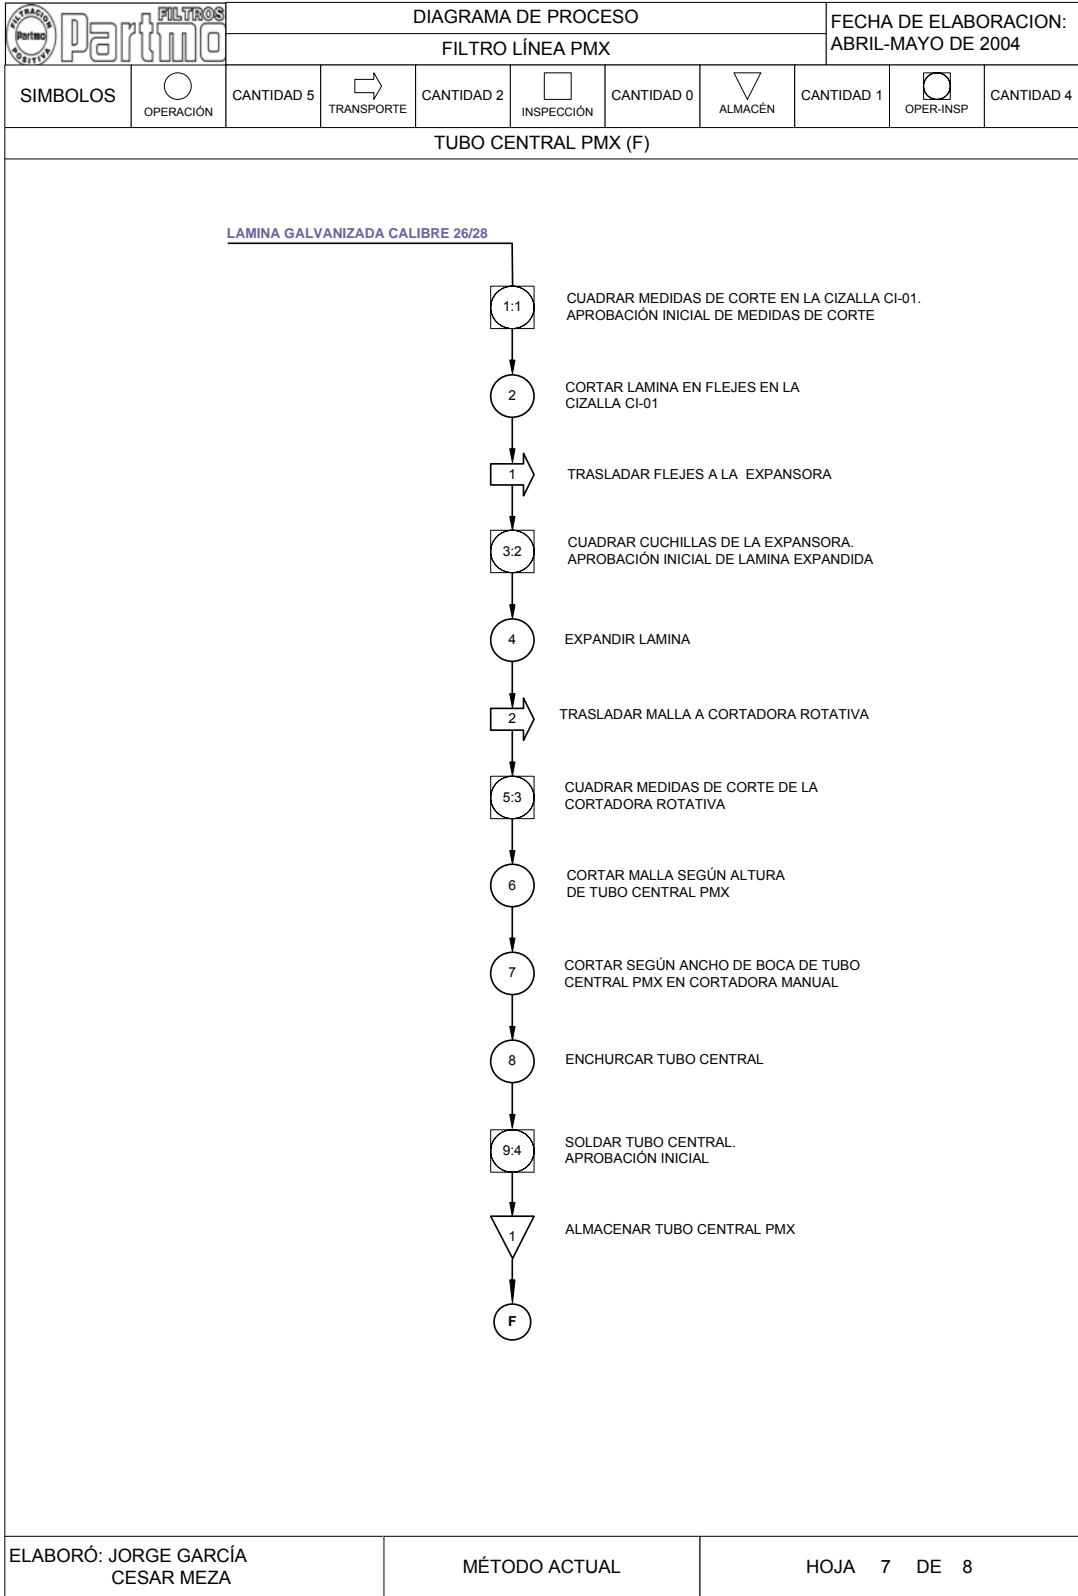 FILTRACION
Partmo
POSITIVA
FILTROS
Partmo
DIAGRAMA DE PROCESO
FILTRO LÍNEA PMX
FECHA DE ELABORACION:
ABRIL-MAYO DE 2004
SIMBOLOS
OPERACIÓN
CANTIDAD 5
TRANSPORTE
CANTIDAD 2
INSPECCIÓN
CANTIDAD 0
ALMACÉN
CANTIDAD 1
OPER-INSP
CANTIDAD 4
TUBO CENTRAL PMX (F)
LAMINA GALVANIZADA CALIBRE 26/28
1:1
CUADRAR MEDIDAS DE CORTE EN LA CIZALLA CI-01.
APROBACIÓN INICIAL DE MEDIDAS DE CORTE
2
CORTAR LAMINA EN FLEJES EN LA
CIZALLA CI-01
1
TRASLADAR FLEJES A LA EXPANSORA
3:2
CUADRAR CUCHILLAS DE LA EXPANSORA.
APROBACIÓN INICIAL DE LAMINA EXPANDIDA
4
EXPANDIR LAMINA
2
TRASLADAR MALLA A CORTADORA ROTATIVA
5:3
CUADRAR MEDIDAS DE CORTE DE LA
CORTADORA ROTATIVA
6
CORTAR MALLA SEGÚN ALTURA
DE TUBO CENTRAL PMX
7
CORTAR SEGÚN ANCHO DE BOCA DE TUBO
CENTRAL PMX EN CORTADORA MANUAL
8
ENCHURCAR TUBO CENTRAL
9:4
SOLDAR TUBO CENTRAL.
APROBACIÓN INICIAL
1
ALMACENAR TUBO CENTRAL PMX
F
ELABORÓ: JORGE GARCÍA
CESAR MEZA
MÉTODO ACTUAL
HOJA 7 DE 8